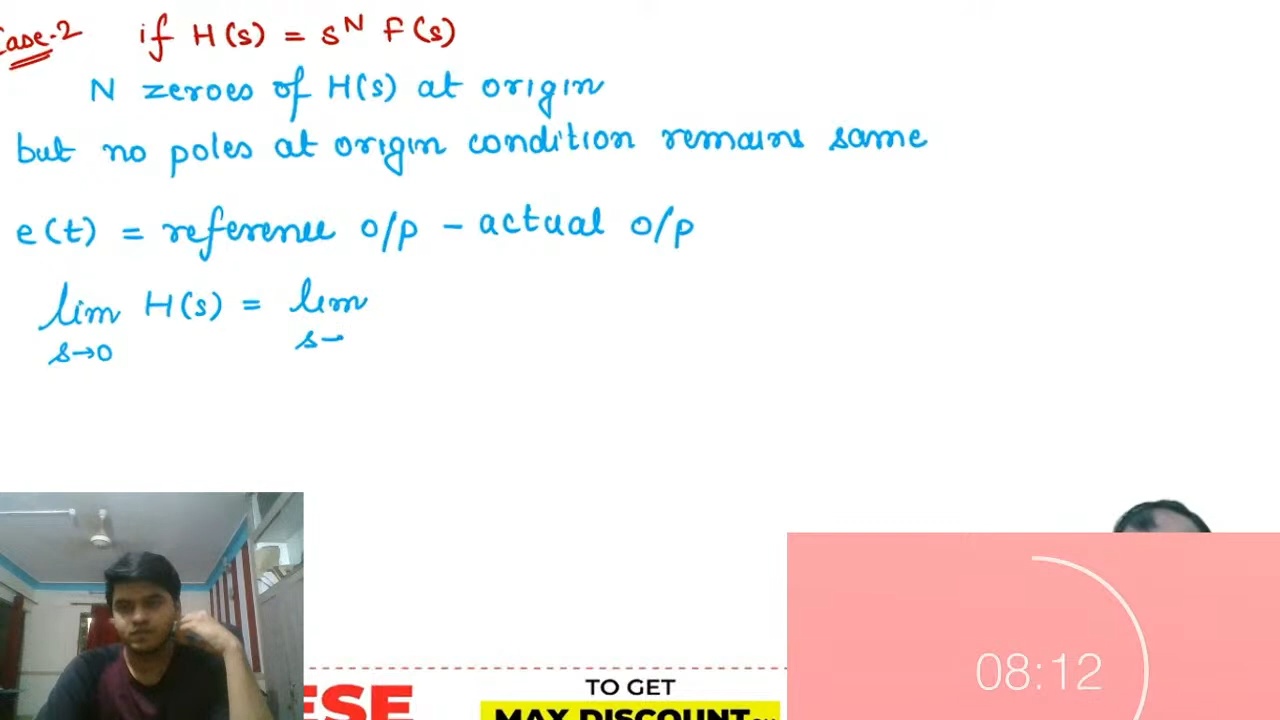 Case-2 if H(s) = s^N F(s)
N zeroes of H(s) at origin
but no poles at origin condition remains same
e(t) = reference o/p - actual o/p
lim H(s) = lim
s→0 s→
08:12
ESE
TO GET
MAX DISCOUNT